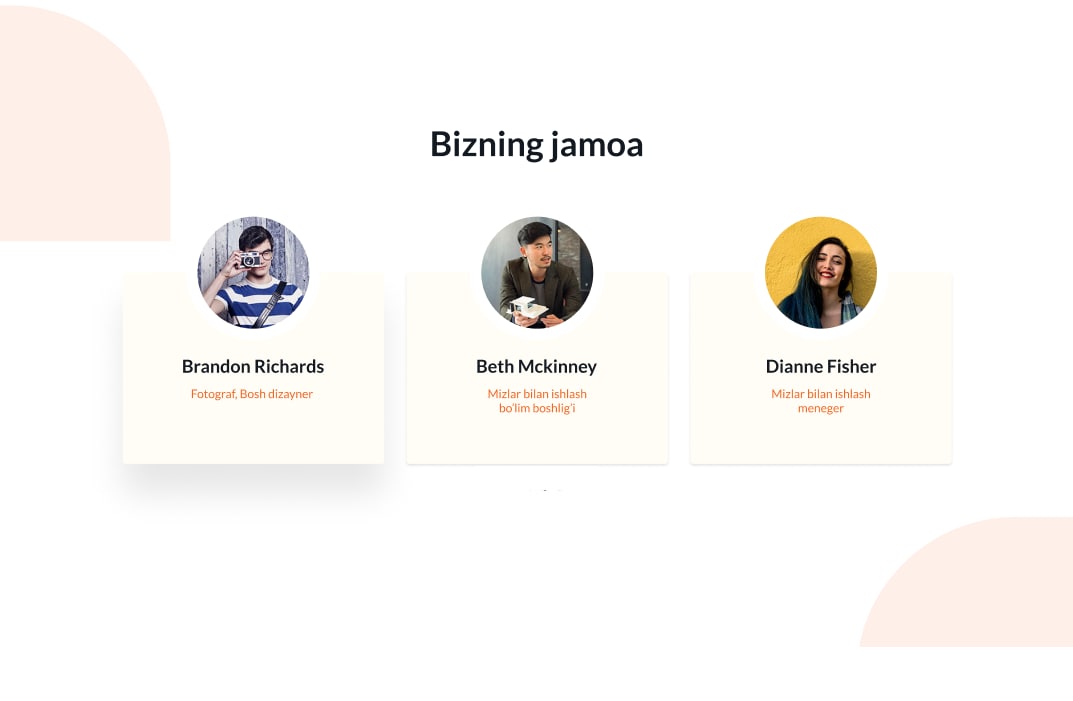 Bizning jamoa
Brandon Richards
Fotograf, Bosh dizayner
Beth Mckinney
Mizlar bilan ishlash
bo'lim boshlig'i
Dianne Fisher
Mizlar bilan ishlash
meneger